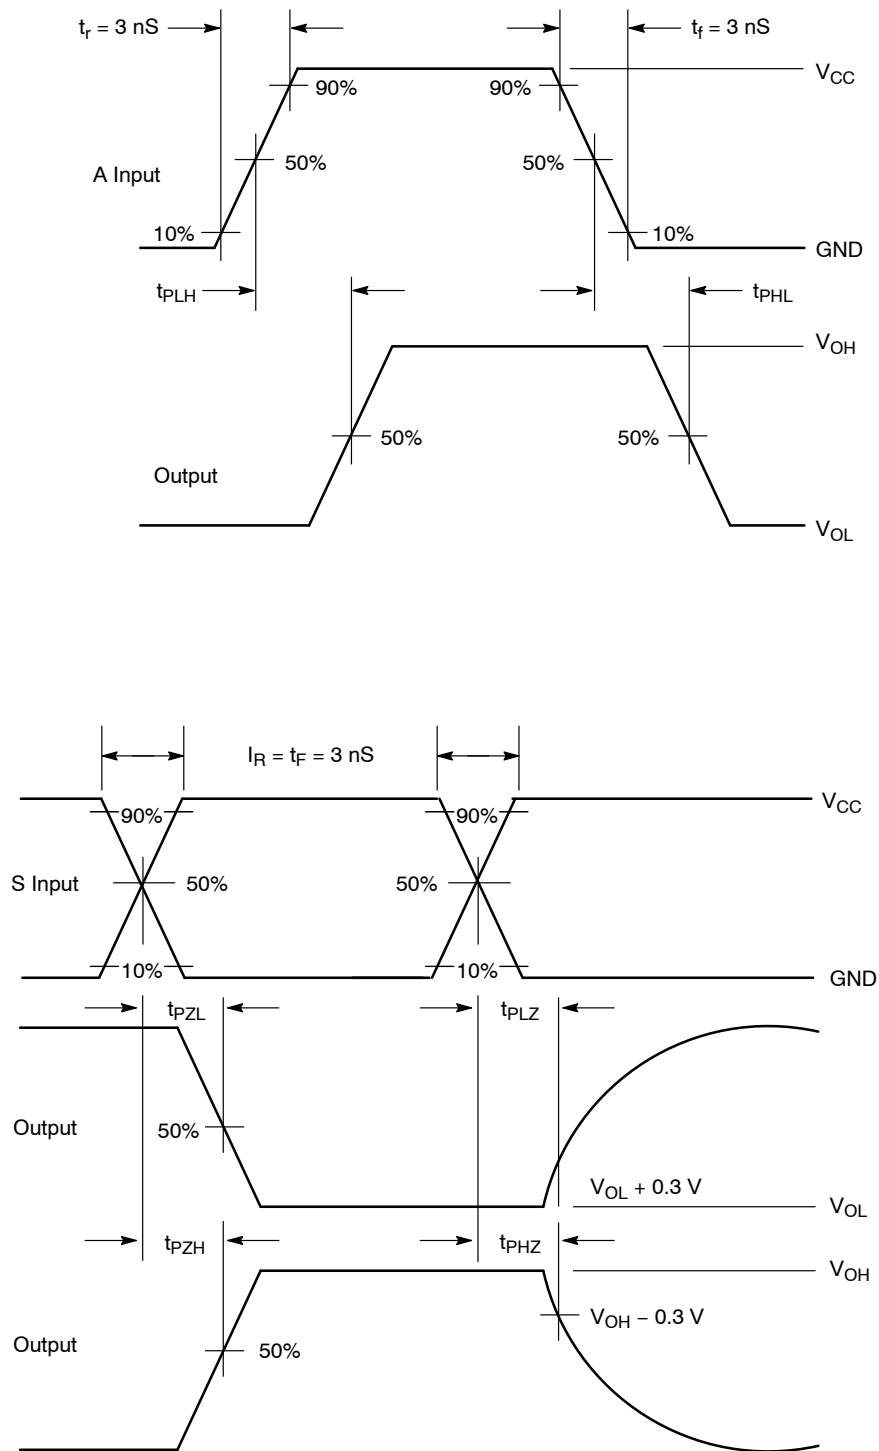 tr = 3 nS
tf = 3 nS
VCC
90%
90%
50%
50%
A Input
10%
10%
GND
tPLH
tPHL
VOH
50%
50%
Output
VOL
IR = tF = 3 nS
VCC
90%
90%
S Input
50%
50%
10%
10%
GND
tPZL
tPLZ
Output
50%
VOL + 0.3 V
VOL
tPZH
tPHZ
VOH
VOH − 0.3 V
Output
50%